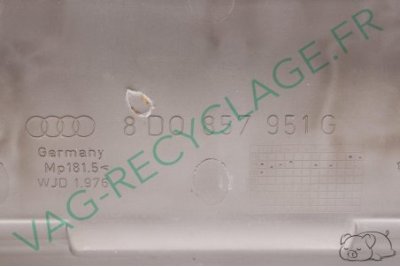 8D0 857 951 G
Germany
Mp181.5<
WJD 1.976
VAG-RECYCLAGE.FR